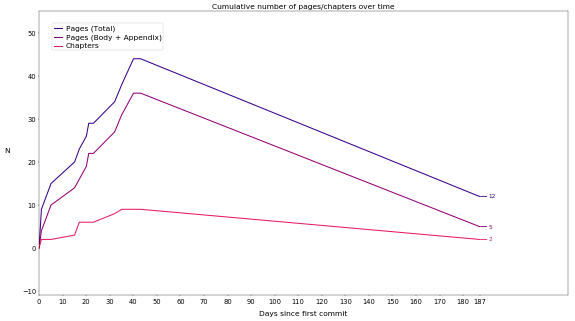 Cumulative number of pages/chapters over time
Pages (Total)
Pages (Body + Appendix)
Chapters
50
40
30
20
10
0
−10
N
12
5
2
0 10 20 30 40 50 60 70 80 90 100 110 120 130 140 150 160 170 180 187
Days since first commit